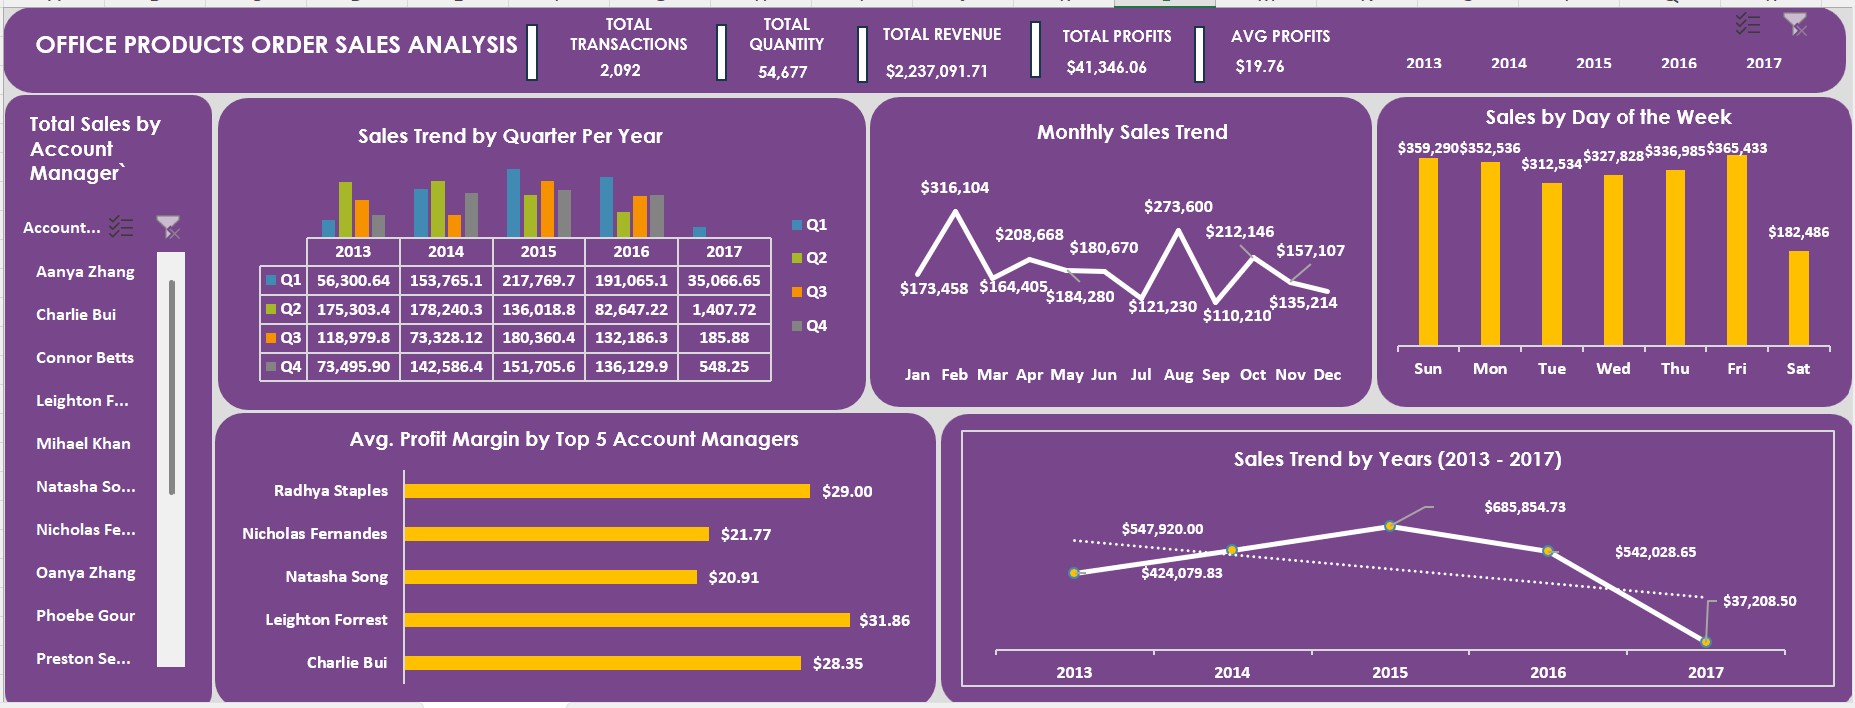 OFFICE PRODUCTS ORDER SALES ANALYSIS
TOTAL
TRANSACTIONS
2,092
TOTAL
QUANTITY
54,677
TOTAL REVENUE
$2,237,091.71
TOTAL PROFITS
$41,346.06
AVG PROFITS
$19.76
2013 2014 2015 2016 2017
Total Sales by
Account
Manager`
Account...
Aanya Zhang
Charlie Bui
Connor Betts
Leighton F...
Mihael Khan
Natasha So...
Nicholas Fe...
Oanya Zhang
Phoebe Gour
Preston Se...
Sales Trend by Quarter Per Year
2013 2014 2015 2016 2017
Q1 56,300.64 153,765.1 217,769.7 191,065.1 35,066.65
Q2 175,303.4 178,240.3 136,018.8 82,647.22 1,407.72
Q3 118,979.8 73,328.12 180,360.4 132,186.3 185.88
Q4 73,495.90 142,586.4 151,705.6 136,129.9 548.25
Q1
Q2
Q3
Q4
Monthly Sales Trend
$173,458
$316,104
$164,405
$208,668
$184,280
$180,670
$121,230
$273,600
$110,210
$212,146
$157,107
$135,214
Jan Feb Mar Apr May Jun Jul Aug Sep Oct Nov Dec
Sales by Day of the Week
$359,290 $352,536 $312,534 $327,828 $336,985 $365,433 $182,486
Sun Mon Tue Wed Thu Fri Sat
Avg. Profit Margin by Top 5 Account Managers
Radhya Staples $29.00
Nicholas Fernandes $21.77
Natasha Song $20.91
Leighton Forrest $31.86
Charlie Bui $28.35
Sales Trend by Years (2013 - 2017)
$424,079.83
$547,920.00
$685,854.73
$542,028.65
$37,208.50
2013 2014 2015 2016 2017